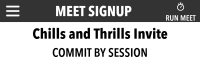 MEET SIGNUP
RUN MEET
Chills and Thrills Invite
COMMIT BY SESSION